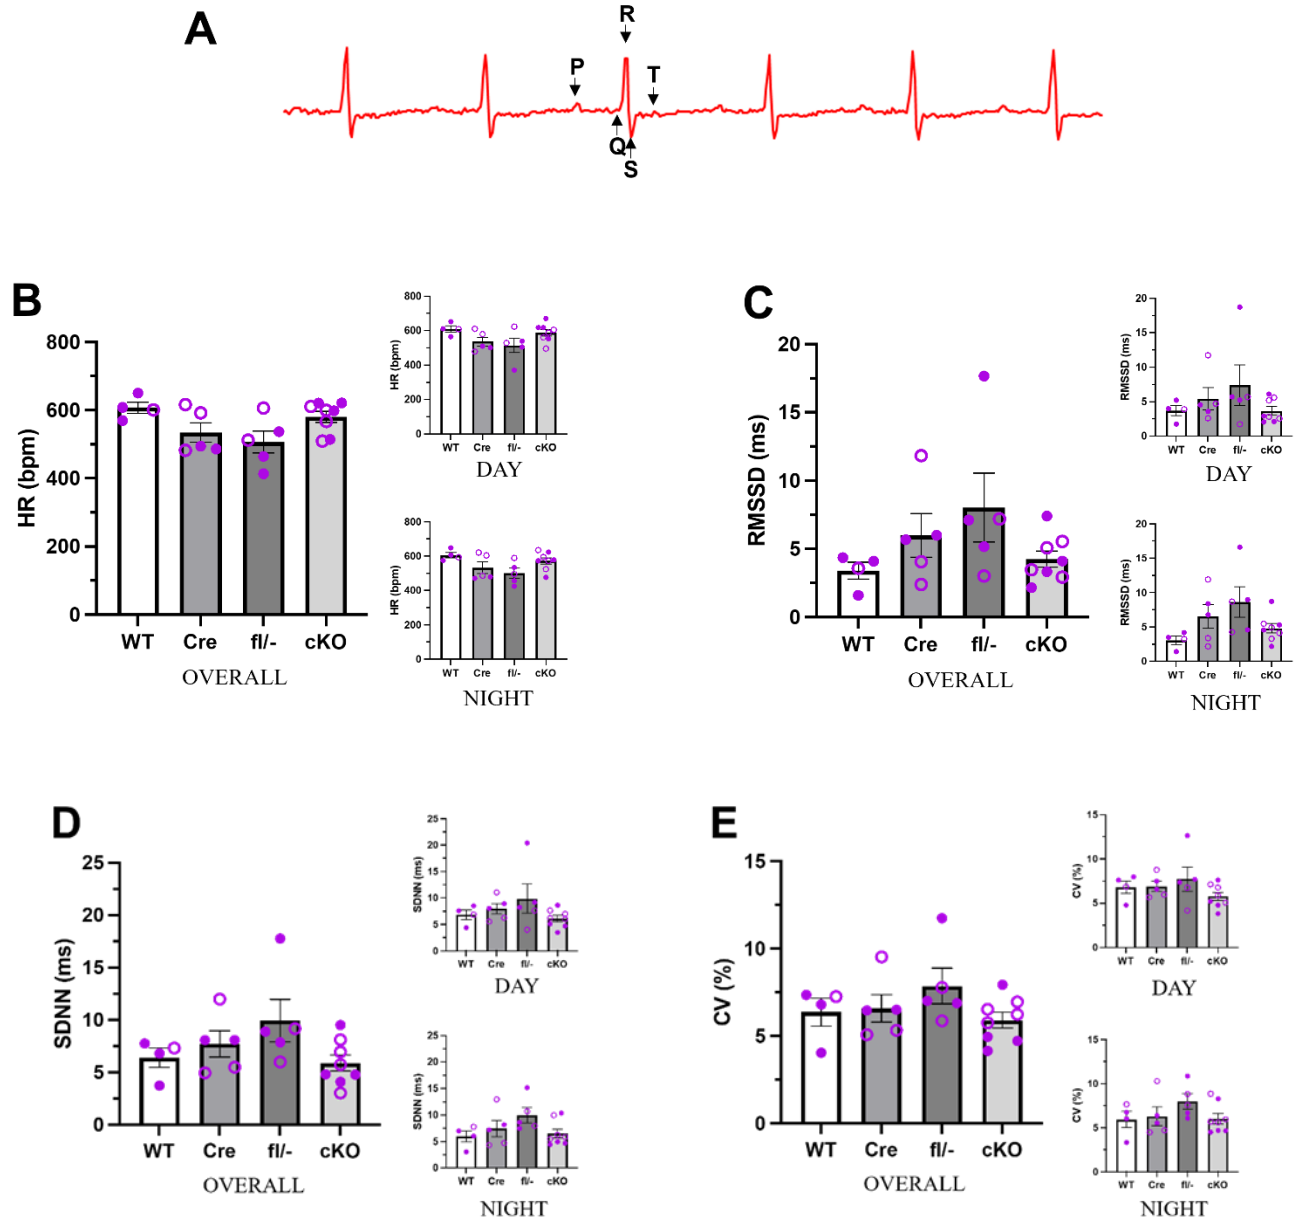 A
R
P
T
Q
S
B
HR (bpm)
800
600
400
200
0
WT Cre fl/- cKO
OVERALL
HR (bpm)
800
600
400
200
0
WT Cre fl/- cKO
DAY
HR (bpm)
800
600
400
200
0
WT Cre fl/- cKO
NIGHT
C
RMSSD (ms)
20
15
10
5
0
WT Cre fl/- cKO
OVERALL
RMSSD (ms)
20
15
10
5
0
WT Cre fl/- cKO
DAY
RMSSD (ms)
20
15
10
5
0
WT Cre fl/- cKO
NIGHT
D
SDNN (ms)
25
20
15
10
5
0
WT Cre fl/- cKO
OVERALL
SDNN (ms)
25
20
15
10
5
0
WT Cre fl/- cKO
DAY
SDNN (ms)
25
20
15
10
5
0
WT Cre fl/- cKO
NIGHT
E
CV (%)
15
10
5
0
WT Cre fl/- cKO
OVERALL
CV (%)
15
10
5
0
WT Cre fl/- cKO
DAY
CV (%)
15
10
5
0
WT Cre fl/- cKO
NIGHT